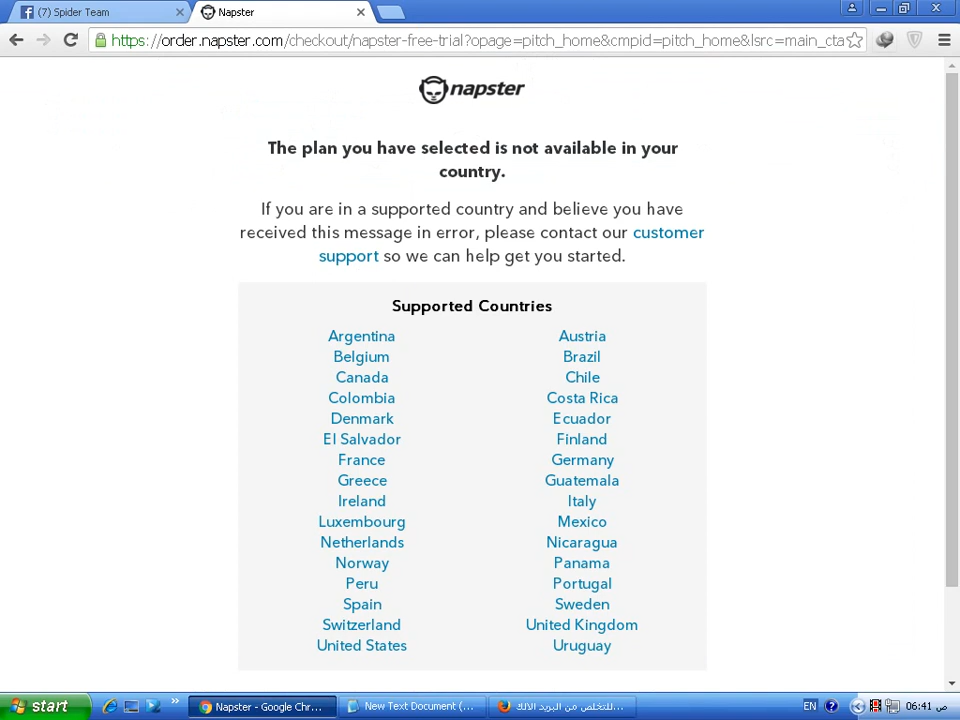 (7) Spider Team
Napster
https://order.napster.com/checkout/napster-free-trial?opage=pitch_home&cmpid=pitch_home&lsrc=main_cta
napster
The plan you have selected is not available in your
country.
If you are in a supported country and believe you have
received this message in error, please contact our customer
support so we can help get you started.
Supported Countries
Argentina Austria
Belgium Brazil
Canada Chile
Colombia Costa Rica
Denmark Ecuador
El Salvador Finland
France Germany
Greece Guatemala
Ireland Italy
Luxembourg Mexico
Netherlands Nicaragua
Norway Panama
Peru Portugal
Spain Sweden
Switzerland United Kingdom
United States Uruguay
start
Napster - Google Chr...
New Text Document (...
للتخلص من البريد الالك...
EN
06:41 ص